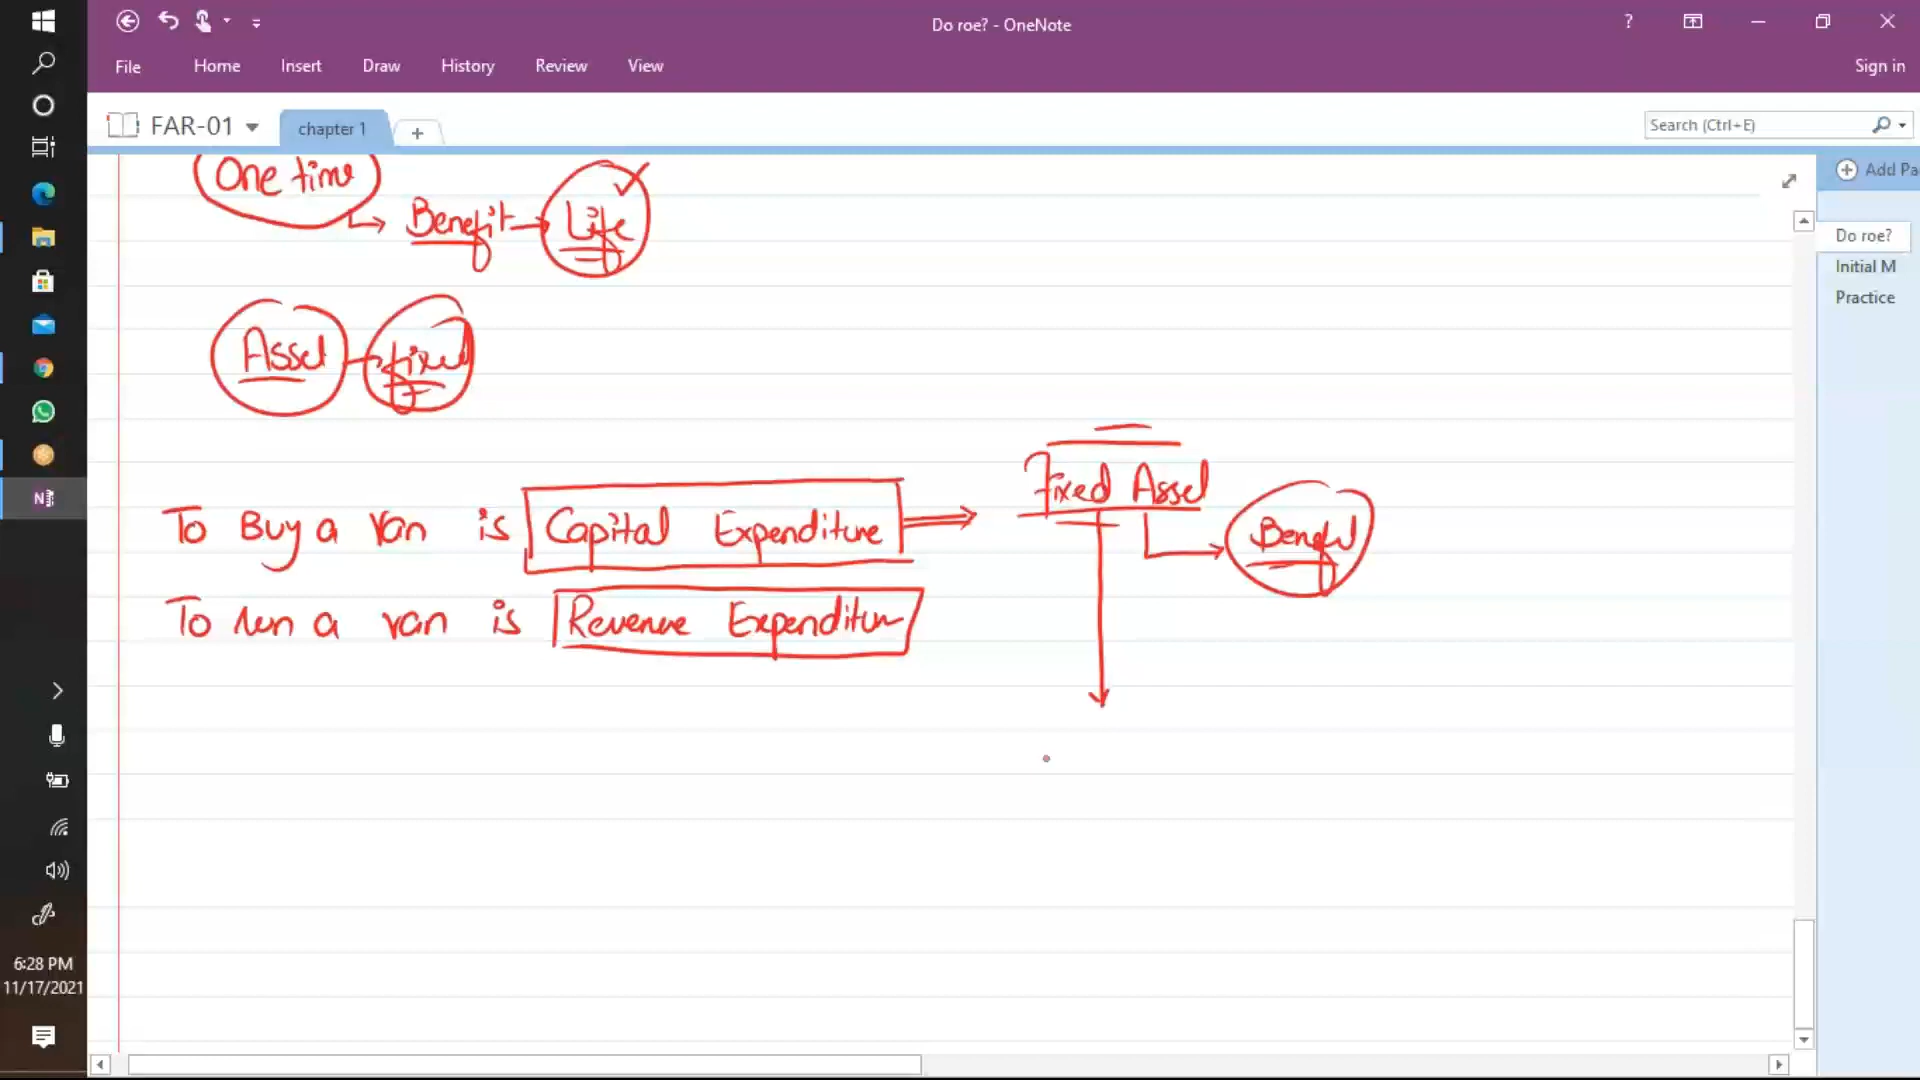 Do roe? - OneNote
?
File Home Insert Draw History Review View
Sign in
FAR-01 chapter 1 +
Search (Ctrl+E)
Add Pa
Do roe?
Initial M
Practice
One time
Benefit Life
Asset fixed
Fixed Asset
Benefit
To Buy a van is Capital Expenditure
To run a van is Revenue Expenditure
6:28 PM
11/17/2021